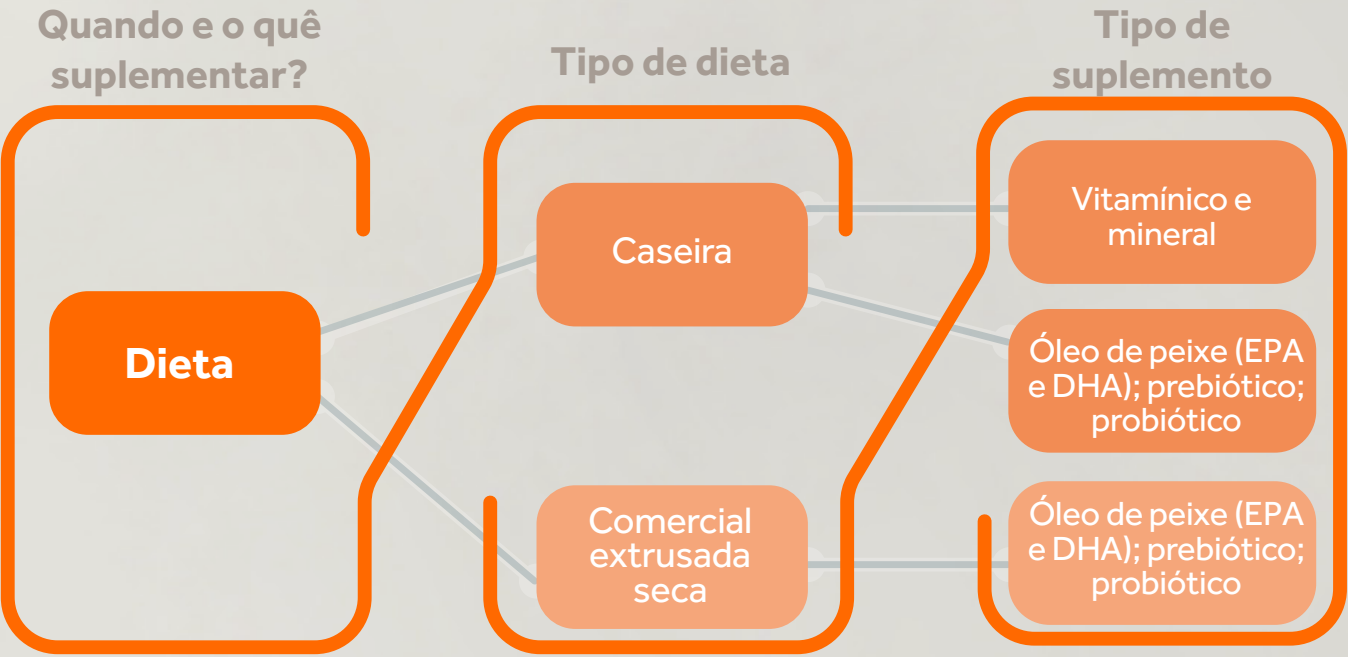 Quando e o quê
suplementar?
Tipo de dieta
Tipo de
suplemento
Dieta
Caseira
Comercial
extrusada
seca
Vitamínico e
mineral
Óleo de peixe (EPA
e DHA); prebiótico;
probiótico
Óleo de peixe (EPA
e DHA); prebiótico;
probiótico